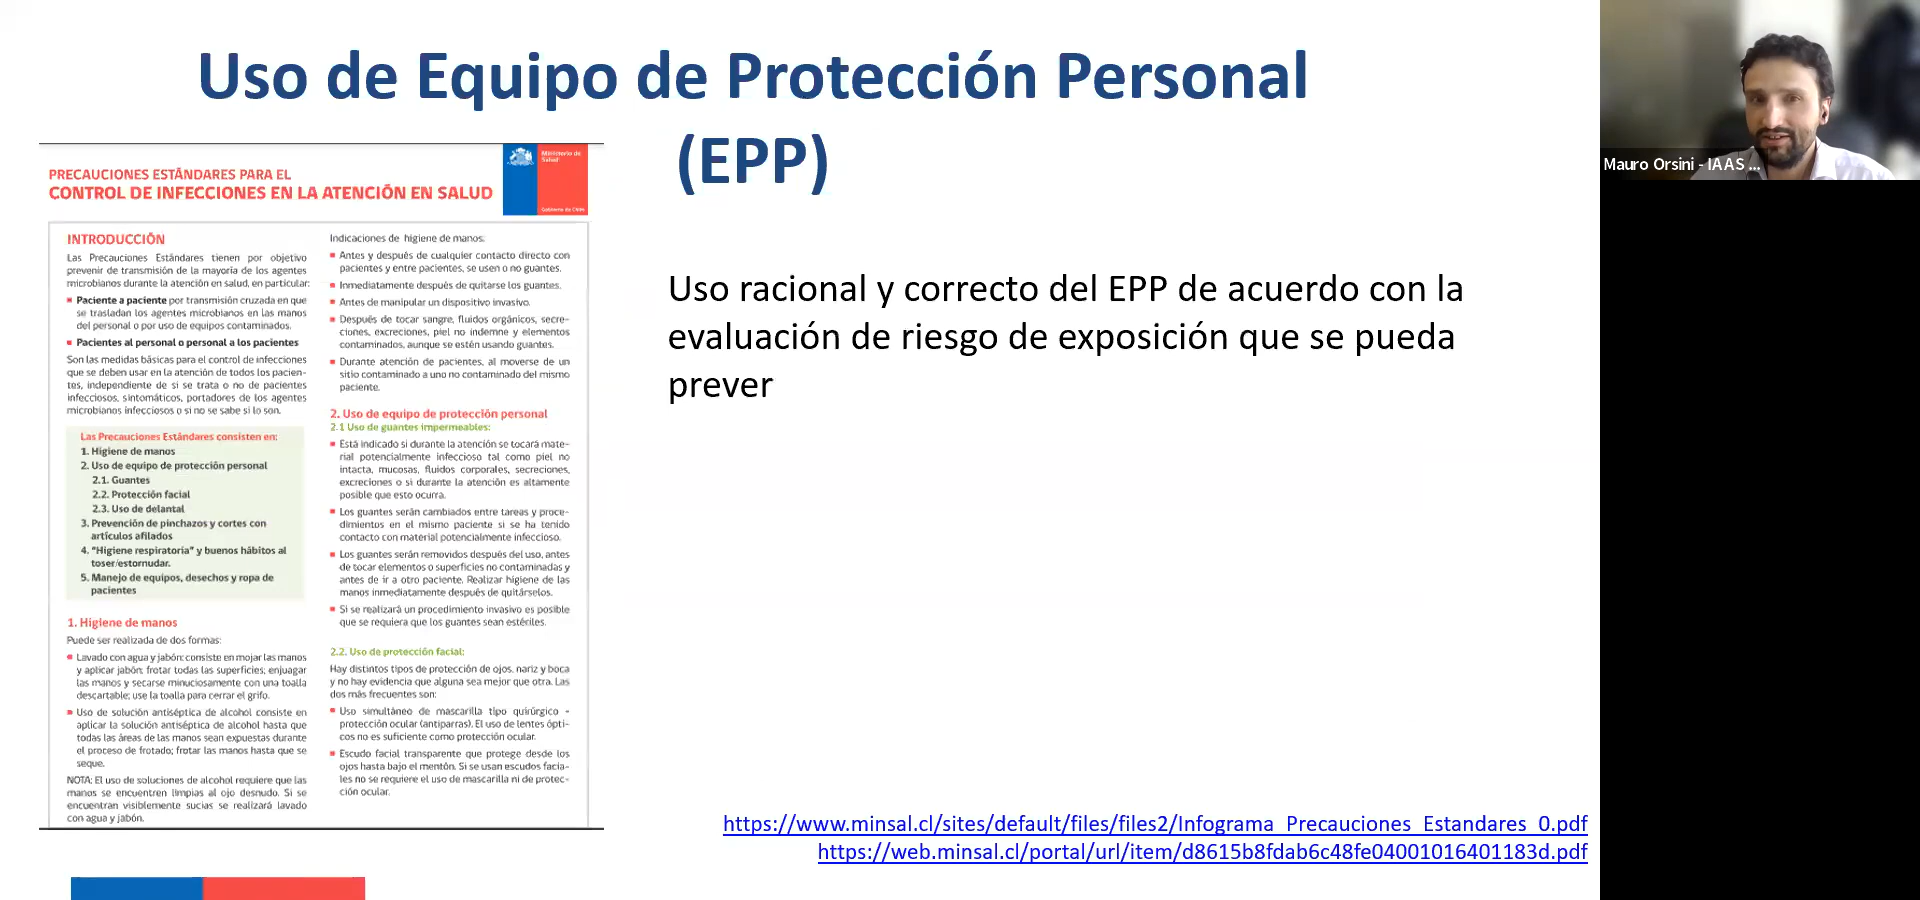 Uso de Equipo de Protección Personal
(EPP)
Ministerio de
Salud
Gobierno de Chile
PRECAUCIONES ESTÁNDARES PARA EL
CONTROL DE INFECCIONES EN LA ATENCIÓN EN SALUD
INTRODUCCIÓN
Las Precauciones Estándares tienen por objetivo
prevenir de transmisión de la mayoría de los agentes
microbianos durante la atención en salud, en particular:
Paciente a paciente por transmisión cruzada en que
se trasladan los agentes microbianos en las manos
del personal o por uso de equipos contaminados.
Pacientes al personal o personal a los pacientes
Son las medidas básicas para el control de infecciones
que se deben usar en la atención de todos los pacien-
tes, independiente de si se trata o no de pacientes
infecciosos, sintomáticos, portadores de los agentes
microbianos infecciosos o si no se sabe si lo son.
Las Precauciones Estándares consisten en:
1. Higiene de manos
2. Uso de equipo de protección personal
2.1. Guantes
2.2. Protección facial
2.3. Uso de delantal
3. Prevención de pinchazos y cortes con
artículos afilados
4. "Higiene respiratoria" y buenos hábitos al
toser/estornudar.
5. Manejo de equipos, desechos y ropa de
pacientes
1. Higiene de manos
Puede ser realizada de dos formas:
Lavado con agua y jabón: consiste en mojar las manos
y aplicar jabón; frotar todas las superficies; enjuagar
las manos y secarse minuciosamente con una toalla
descartable; use la toalla para cerrar el grifo.
Uso de solución antiséptica de alcohol consiste en
aplicar la solución antiséptica de alcohol hasta que
todas las áreas de las manos sean expuestas durante
el proceso de frotado; frotar las manos hasta que se
seque.
NOTA: El uso de soluciones de alcohol requiere que las
manos se encuentren limpias al ojo desnudo. Si se
encuentran visiblemente sucias se realizará lavado
con agua y jabón.
Indicaciones de higiene de manos:
Antes y después de cualquier contacto directo con
pacientes y entre pacientes, se usen o no guantes.
Inmediatamente después de quitarse los guantes.
Antes de manipular un dispositivo invasivo.
Después de tocar sangre, fluidos orgánicos, secre-
ciones, excreciones, piel no indemne y elementos
contaminados, aunque se estén usando guantes.
Durante atención de pacientes, al moverse de un
sitio contaminado a uno no contaminado del mismo
paciente.
2. Uso de equipo de protección personal
2.1 Uso de guantes impermeables:
Está indicado si durante la atención se tocará mate-
rial potencialmente infeccioso tal como piel no
intacta, mucosas, fluidos corporales, secreciones,
excreciones o si durante la atención es altamente
posible que esto ocurra.
Los guantes serán cambiados entre tareas y proce-
dimientos en el mismo paciente si se ha tenido
contacto con material potencialmente infeccioso.
Los guantes serán removidos después del uso, antes
de tocar elementos o superficies no contaminadas y
antes de ir a otro paciente. Realizar higiene de las
manos inmediatamente después de quitárselos.
Si se realizará un procedimiento invasivo es posible
que se requiera que los guantes sean estériles.
2.2. Uso de protección facial:
Hay distintos tipos de protección de ojos, nariz y boca
y no hay evidencia que alguna sea mejor que otra. Las
dos más frecuentes son:
Uso simultáneo de mascarilla tipo quirúrgico +
protección ocular (antiparras). El uso de lentes ópti-
cos no es suficiente como protección ocular.
Escudo facial transparente que protege desde los
ojos hasta bajo el mentón. Si se usan escudos facia-
les no se requiere el uso de mascarilla ni de protec-
ción ocular.
Uso racional y correcto del EPP de acuerdo con la
evaluación de riesgo de exposición que se pueda
prever
https://www.minsal.cl/sites/default/files/files2/Infograma_Precauciones_Estandares_0.pdf
https://web.minsal.cl/portal/url/item/d8615b8fdab6c48fe04001016401183d.pdf
Mauro Orsini - IAAS ...